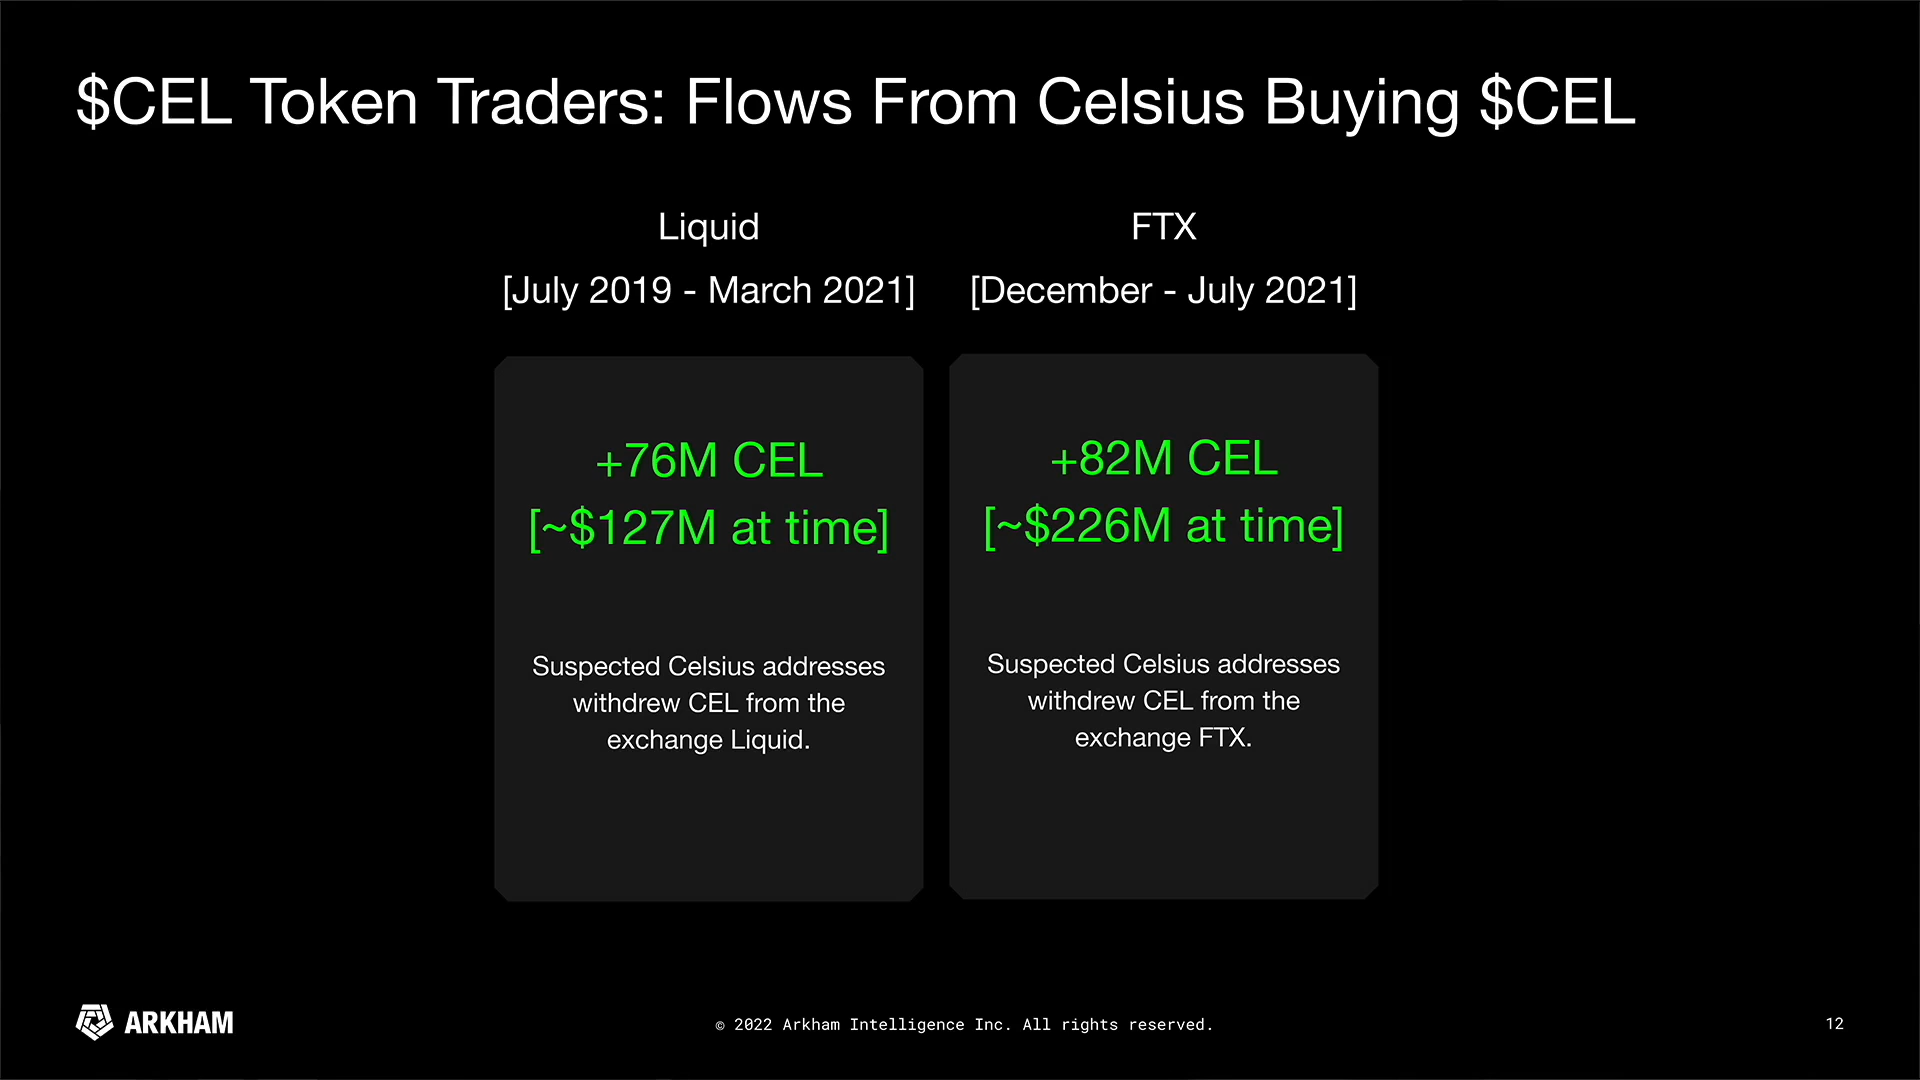 $CEL Token Traders: Flows From Celsius Buying $CEL
Liquid
[July 2019 - March 2021]
+76M CEL
[~$127M at time]
Suspected Celsius addresses
withdrew CEL from the
exchange Liquid.
FTX
[December - July 2021]
+82M CEL
[~$226M at time]
Suspected Celsius addresses
withdrew CEL from the
exchange FTX.
ARKHAM
© 2022 Arkham Intelligence Inc. All rights reserved.
12